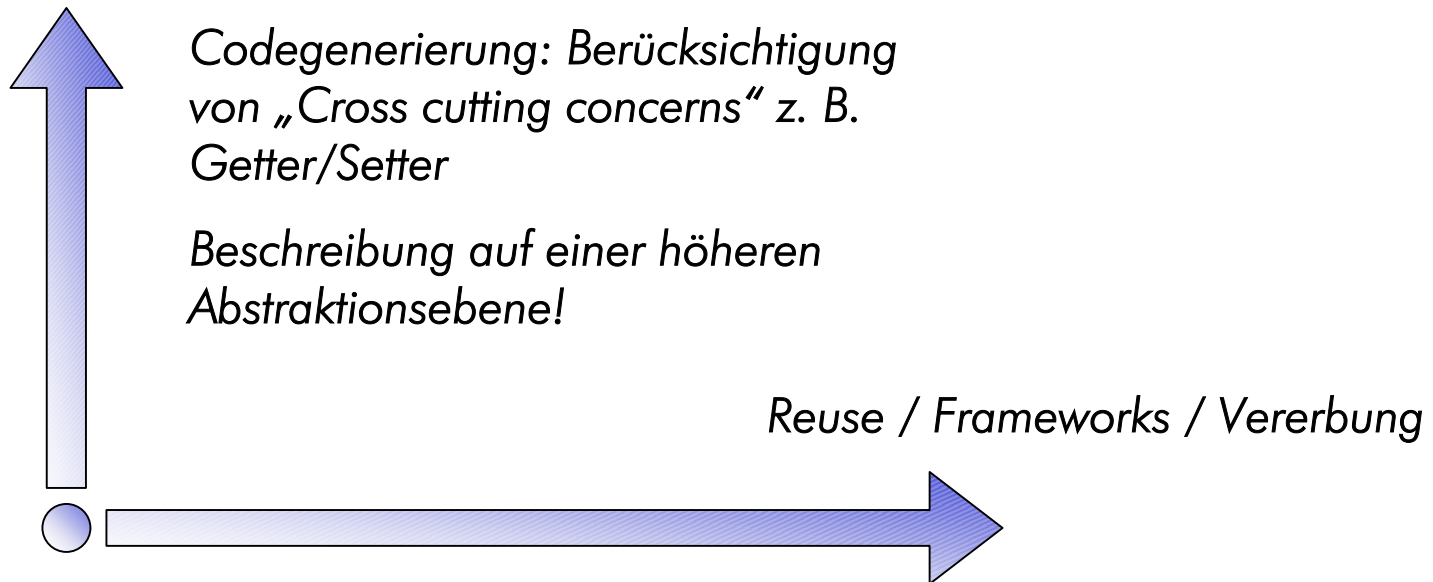 Codegenerierung: Berücksichtigung
von „Cross cutting concerns“ z. B.
Getter/Setter
Beschreibung auf einer höheren
Abstraktionsebene!
Reuse / Frameworks / Vererbung